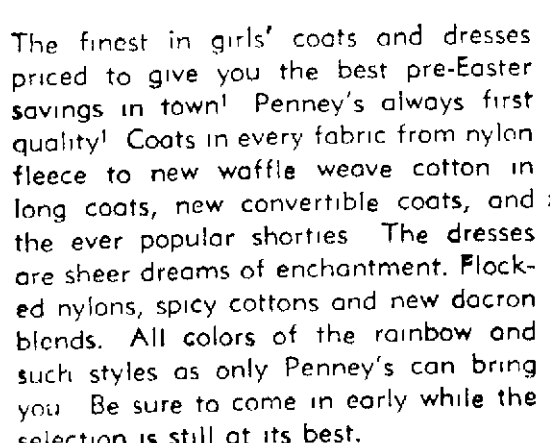 The finest in girls' coats and dresses
priced to give you the best pre-Easter
savings in town! Penney's always first
quality! Coats in every fabric from nylon
fleece to new waffle weave cotton in
long coats, new convertible coats, and
the ever popular shorties The dresses
are sheer dreams of enchantment. Flock-
ed nylons, spicy cottons and new dacron
blends. All colors of the rainbow and
such styles as only Penney's can bring
you Be sure to come in early while the
selection is still at its best.